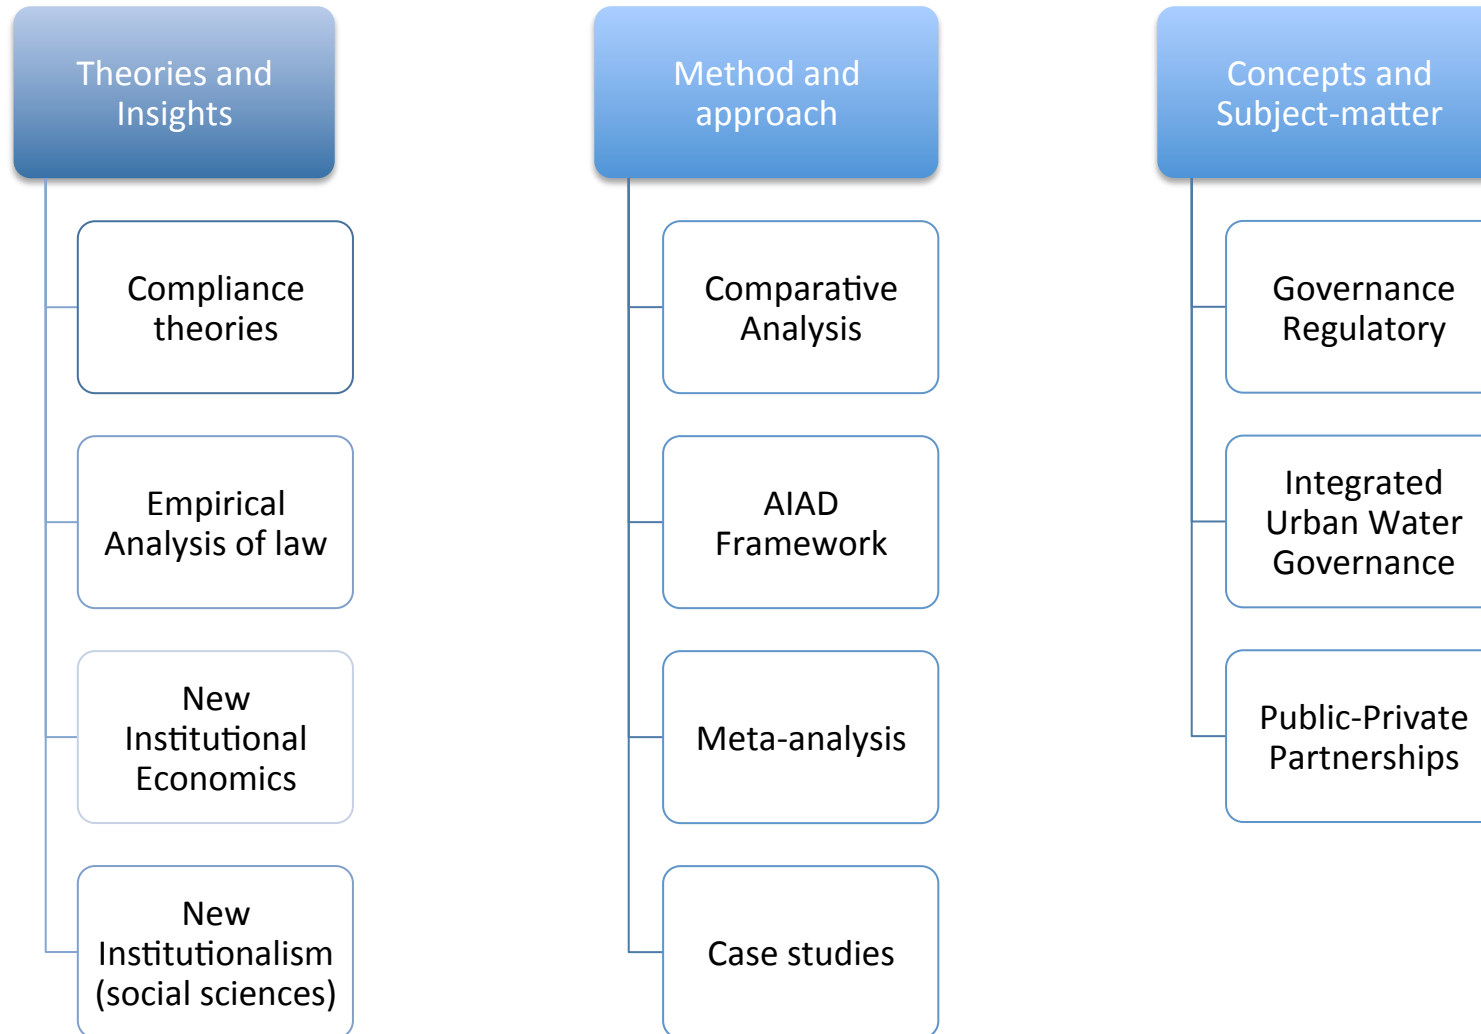 Theories and
Insights
Compliance
theories
Empirical
Analysis of law
New
Institutional
Economics
New
Institutionalism
(social sciences)
Method and
approach
Comparative
Analysis
AIAD
Framework
Meta-analysis
Case studies
Concepts and
Subject-matter
Governance
Regulatory
Integrated
Urban Water
Governance
Public-Private
Partnerships